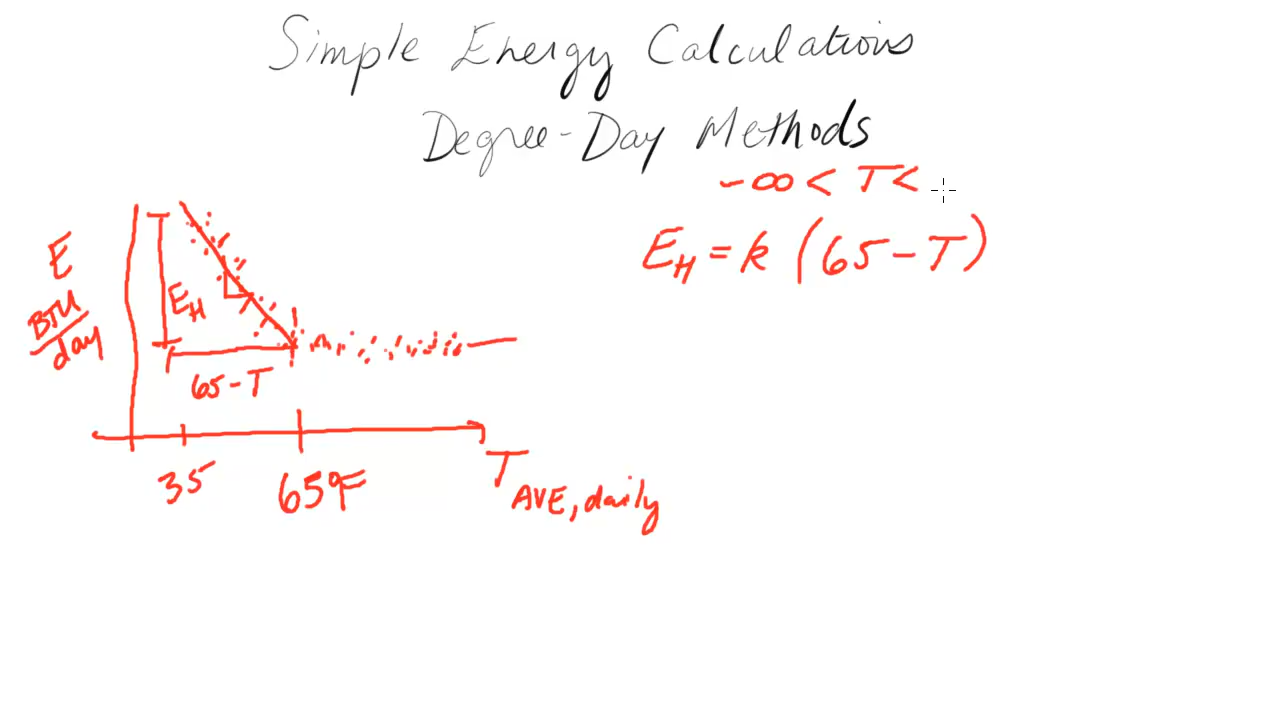 Simple Energy Calculations
Degree-Day Methods
-∞ < T <
E_H = k (65 - T)
E
BTU/day
E_H
65 - T
35
65°F
T_AVE, daily